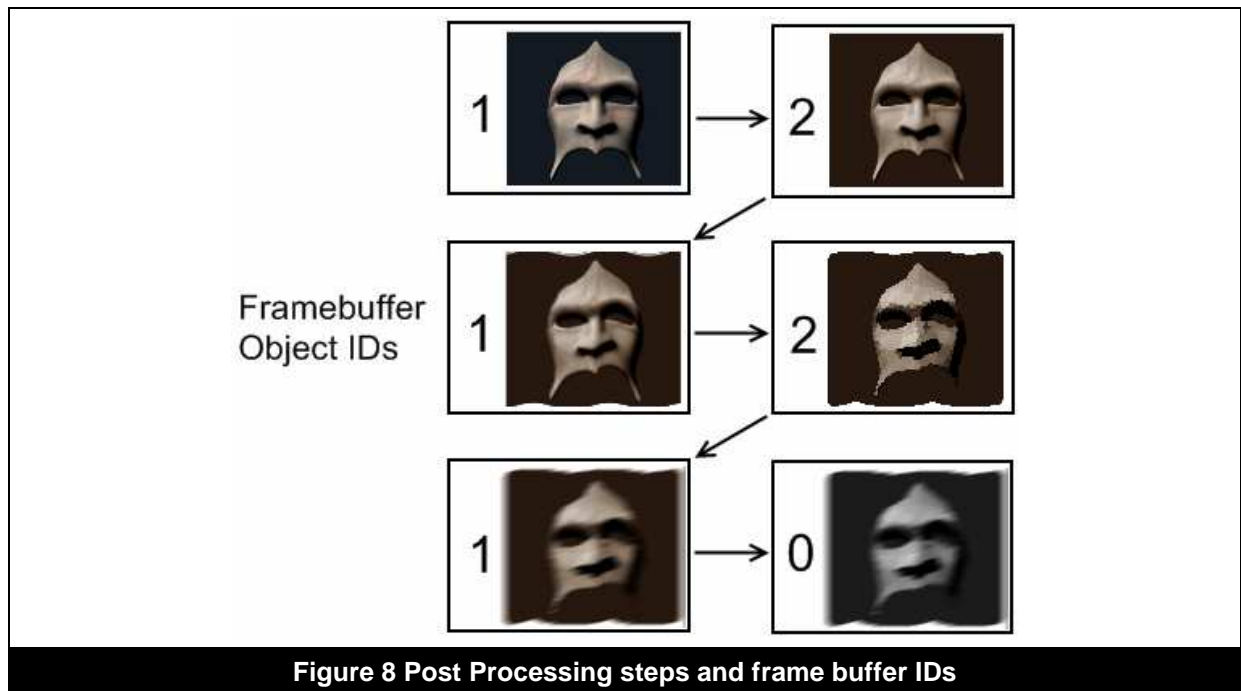 1
2
Framebuffer
Object IDs
1
2
1
0
Figure 8 Post Processing steps and frame buffer IDs